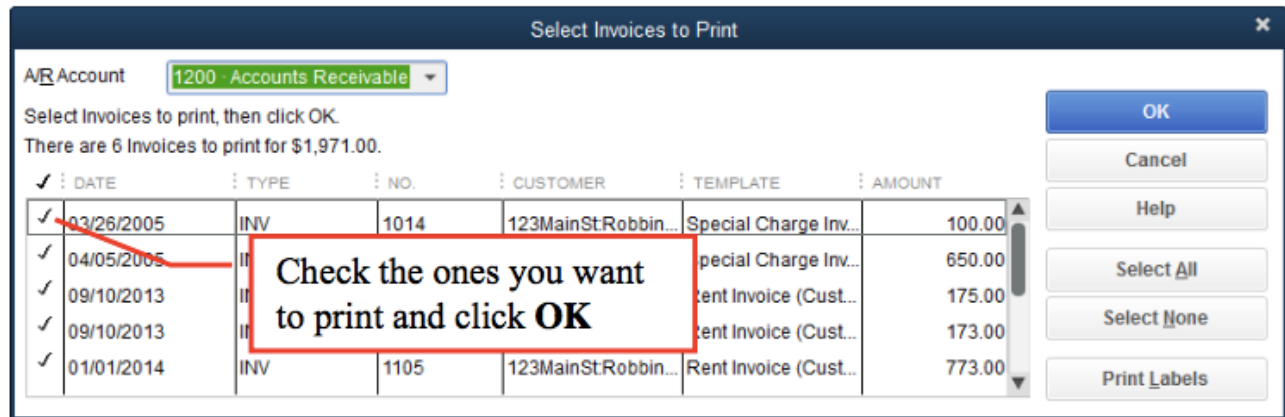 Select Invoices to Print
A/R Account 1200 · Accounts Receivable
Select Invoices to print, then click OK.
There are 6 Invoices to print for $1,971.00.
✓ DATE TYPE NO. CUSTOMER TEMPLATE AMOUNT
✓ 03/26/2005 INV 1014 123MainSt:Robbin... Special Charge Inv... 100.00
✓ 04/05/2005 pecial Charge Inv... 650.00
✓ 09/10/2013 ent Invoice (Cust... 175.00
✓ 09/10/2013 ent Invoice (Cust... 173.00
✓ 01/01/2014 INV 1105 123MainSt:Robbin... Rent Invoice (Cust... 773.00
Check the ones you want
to print and click OK
OK
Cancel
Help
Select All
Select None
Print Labels